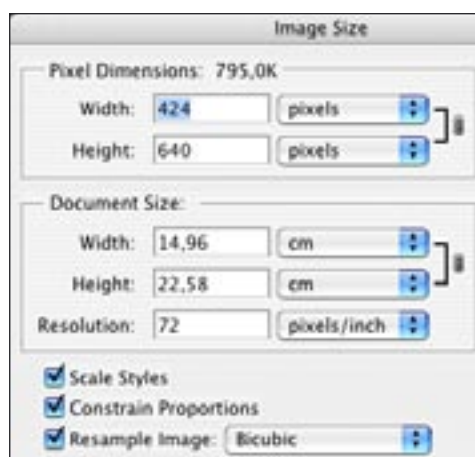 Image Size
Pixel Dimensions: 795,0K
Width: 424 pixels
Height: 640 pixels
Document Size:
Width: 14,96 cm
Height: 22,58 cm
Resolution: 72 pixels/inch
Scale Styles
Constrain Proportions
Resample Image: Bicubic